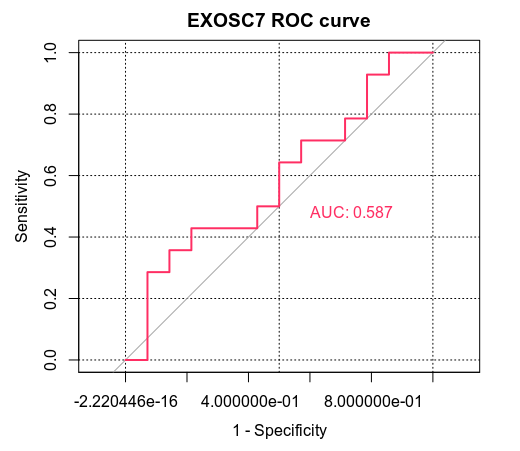 EXOSC7 ROC curve
1.0
0.8
0.6
0.4
0.2
0.0
Sensitivity
AUC: 0.587
-2.220446e-16 4.000000e-01 8.000000e-01
1 - Specificity